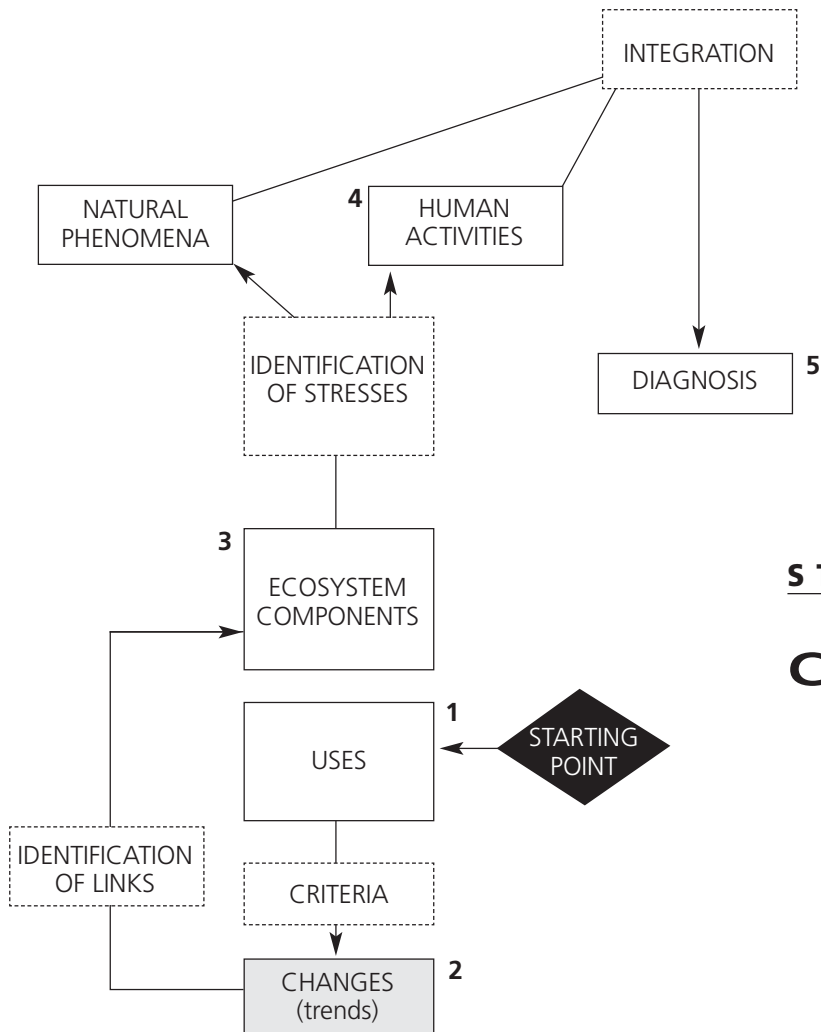 INTEGRATION
NATURAL
PHENOMENA
4
HUMAN
ACTIVITIES
IDENTIFICATION
OF STRESSES
DIAGNOSIS
5
3
ECOSYSTEM
COMPONENTS
S
C
1
USES
STARTING
POINT
IDENTIFICATION
OF LINKS
CRITERIA
2
CHANGES
(trends)